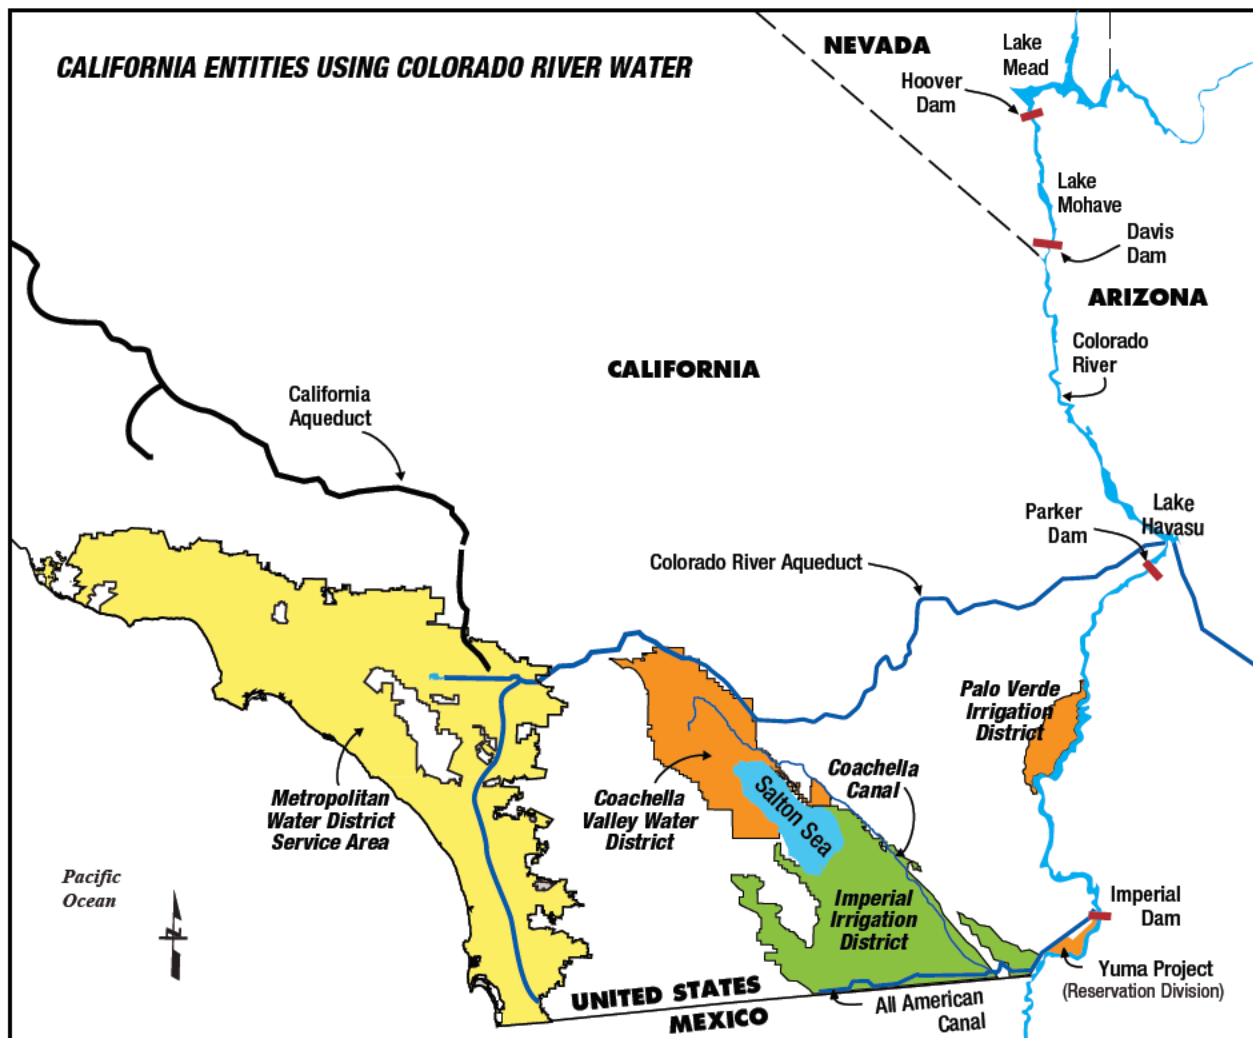 CALIFORNIA ENTITIES USING COLORADO RIVER WATER
NEVADA
Lake
Mead
Hoover
Dam
Lake
Mohave
Davis
Dam
ARIZONA
Colorado
River
CALIFORNIA
California
Aqueduct
Lake
Havasu
Parker
Dam
Colorado River Aqueduct
Palo Verde
Irrigation
District
Coachella
Canal
Salton Sea
Metropolitan
Water District
Service Area
Coachella
Valley Water
District
Imperial
Irrigation
District
Imperial
Dam
Pacific
Ocean
N
Yuma Project
(Reservation Division)
UNITED STATES
MEXICO
All American
Canal